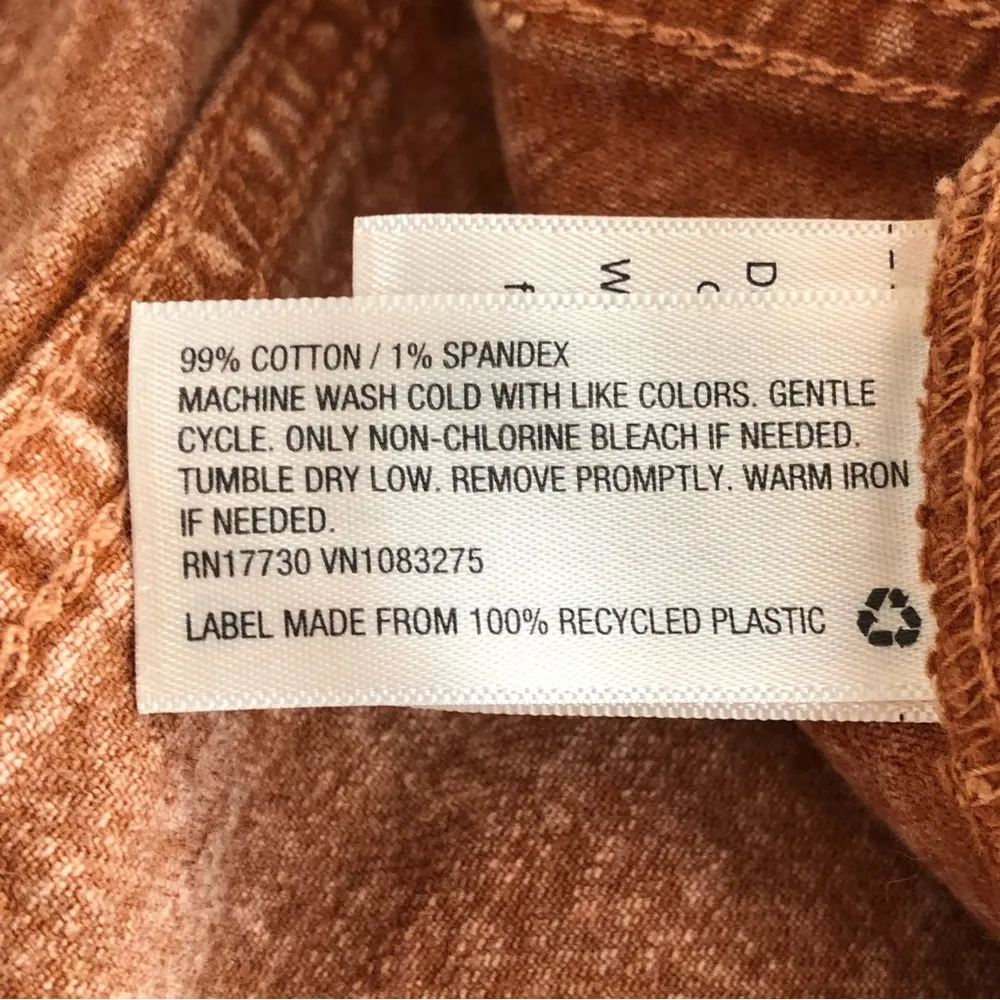 99% COTTON / 1% SPANDEX
MACHINE WASH COLD WITH LIKE COLORS. GENTLE
CYCLE. ONLY NON-CHLORINE BLEACH IF NEEDED.
TUMBLE DRY LOW. REMOVE PROMPTLY. WARM IRON
IF NEEDED.
RN17730 VN1083275
LABEL MADE FROM 100% RECYCLED PLASTIC